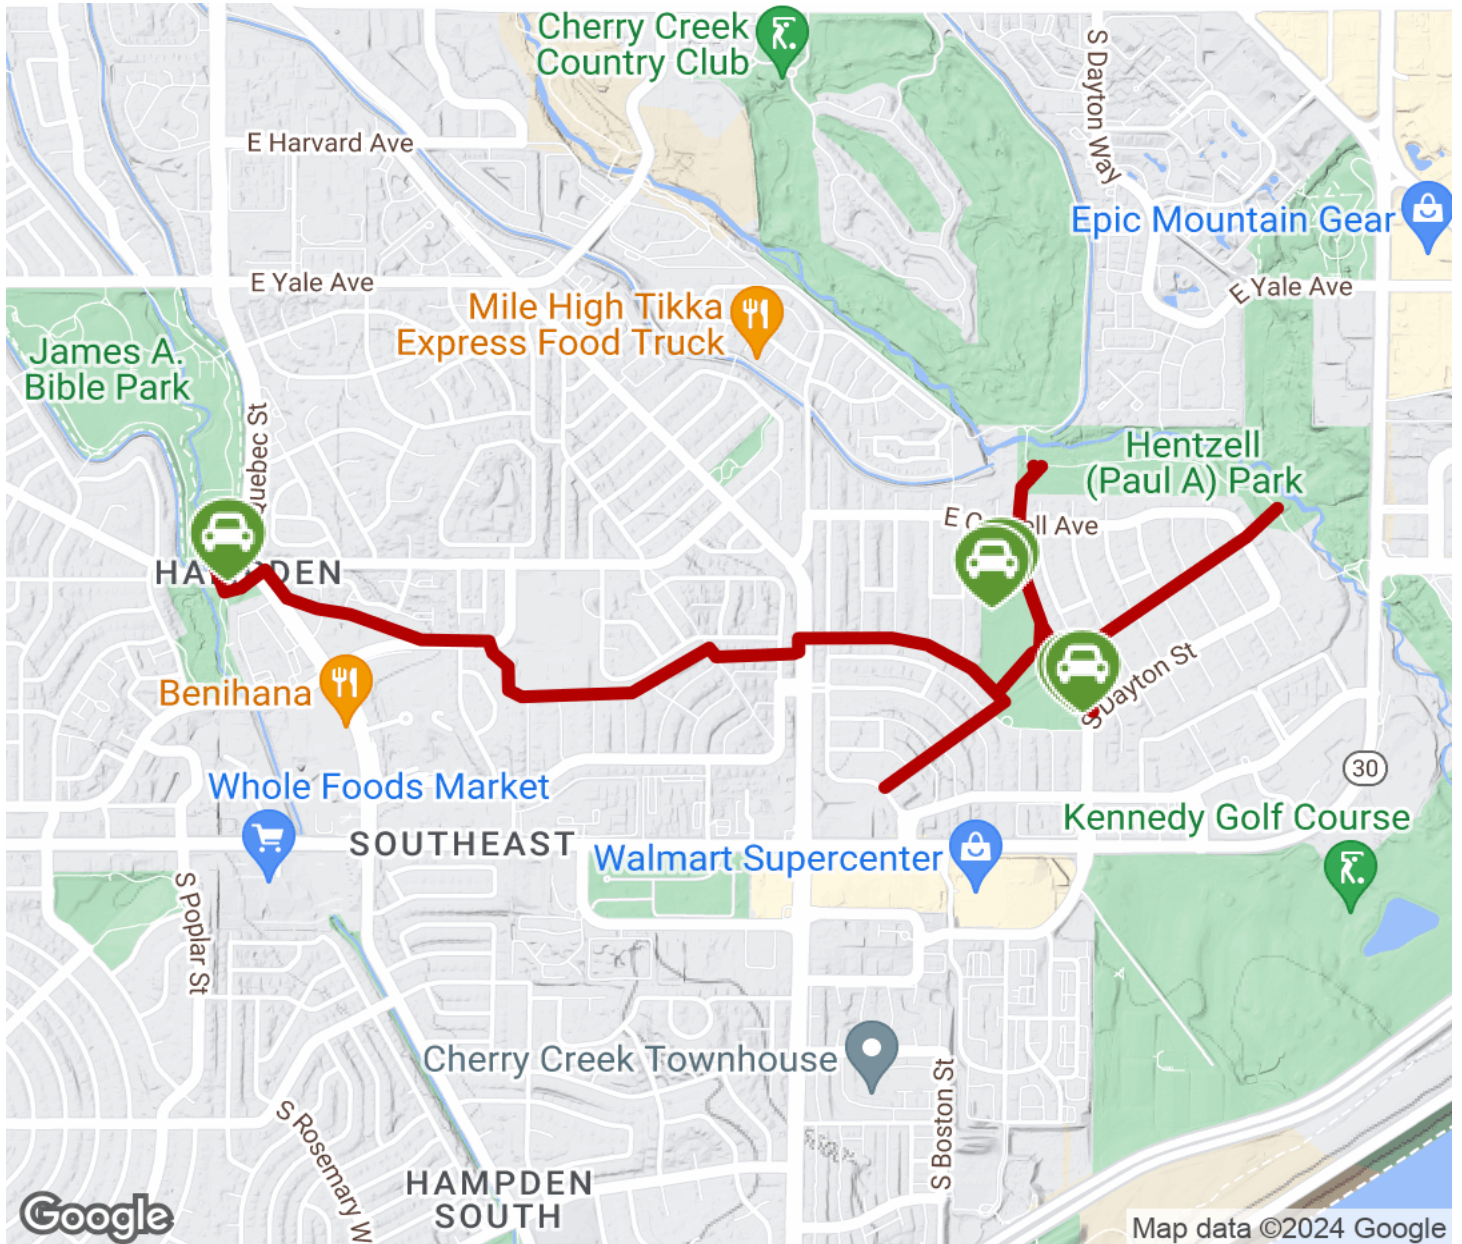 Cherry Creek
Country Club
S Dayton Way
E Harvard Ave
Epic Mountain Gear
E Yale Ave
E Yale Ave
Mile High Tikka
Express Food Truck
James A.
Bible Park
Quebec St
Hentzell
(Paul A) Park
E C ell Ave
HA DEN
S Dayton St
Benihana
30
Whole Foods Market
Kennedy Golf Course
SOUTHEAST
Walmart Supercenter
S Poplar St
Cherry Creek Townhouse
S Boston St
S Rosemary W
HAMPDEN
SOUTH
Google
Map data ©2024 Google